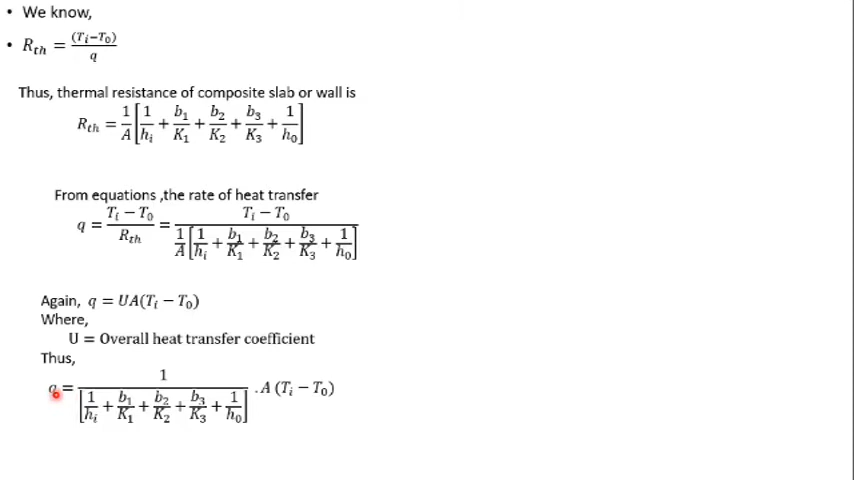 • We know,
• R_th = (T_i−T_0)/q
Thus, thermal resistance of composite slab or wall is
R_th = 1/A [1/h_i + b_1/K_1 + b_2/K_2 + b_3/K_3 + 1/h_0]
From equations ,the rate of heat transfer
q = (T_i − T_0)/R_th = (T_i − T_0)/(1/A [1/h_i + b_1/K_1 + b_2/K_2 + b_3/K_3 + 1/h_0])
Again, q = UA(T_i − T_0)
Where,
U = Overall heat transfer coefficient
Thus,
q = 1/[1/h_i + b_1/K_1 + b_2/K_2 + b_3/K_3 + 1/h_0] .A (T_i − T_0)